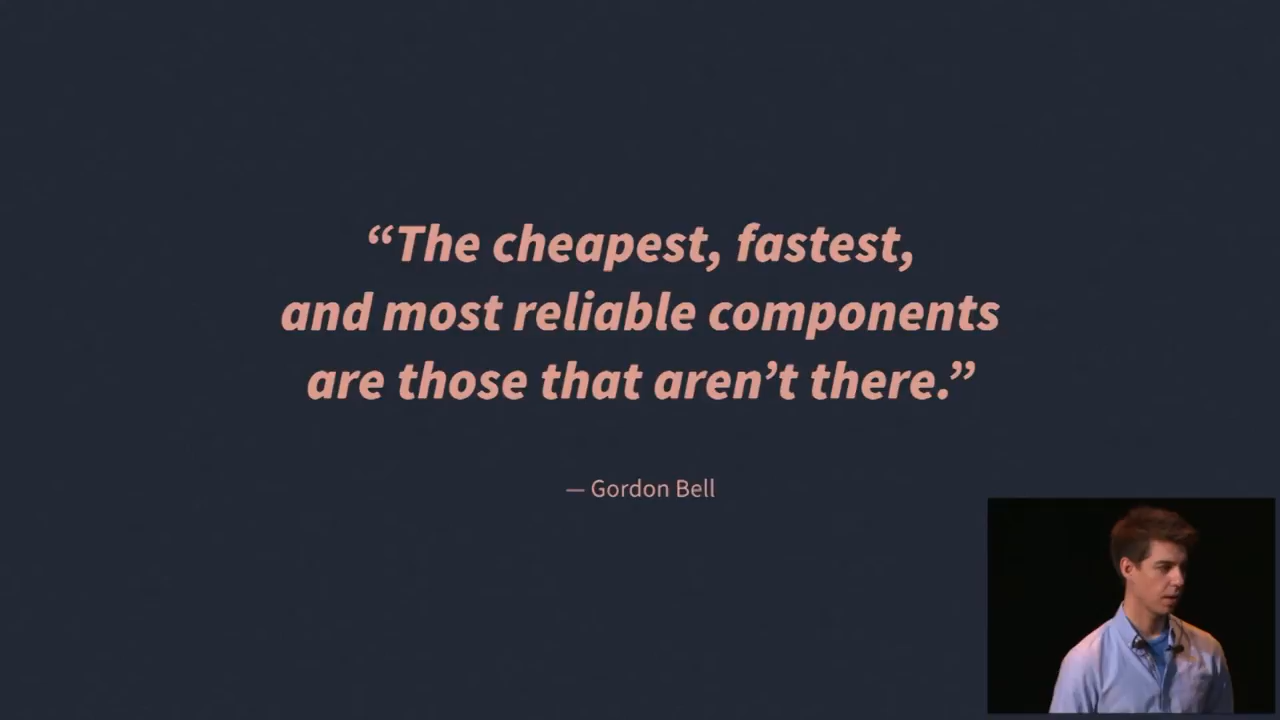 “The cheapest, fastest,
and most reliable components
are those that aren’t there.”
— Gordon Bell